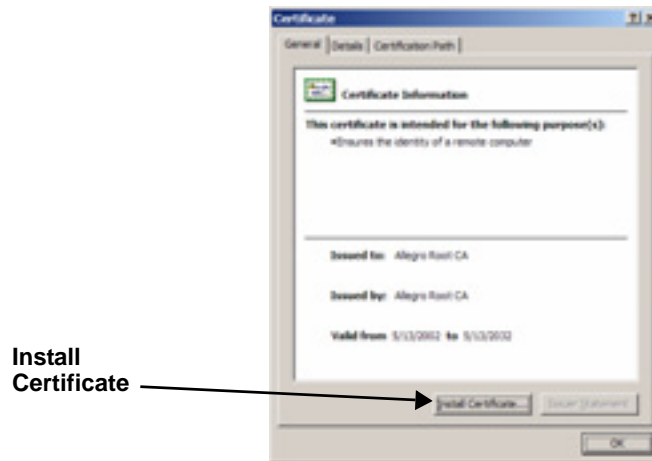 Certificate
General Details Certification Path
Certificate Information
This certificate is intended for the following purpose(s):
•Ensures the identity of a remote computer
Issued to: Allegro Root CA
Issued by: Allegro Root CA
Valid from 5/13/2002 to 5/13/2032
Install
Certificate
Install Certificate... Issuer Statement
OK